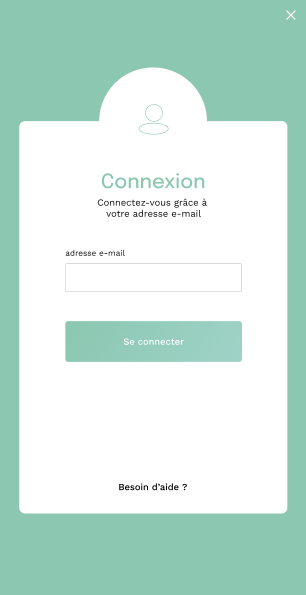 Connexion
Connectez-vous grâce à
votre adresse e-mail
adresse e-mail
Se connecter
Besoin d’aide ?